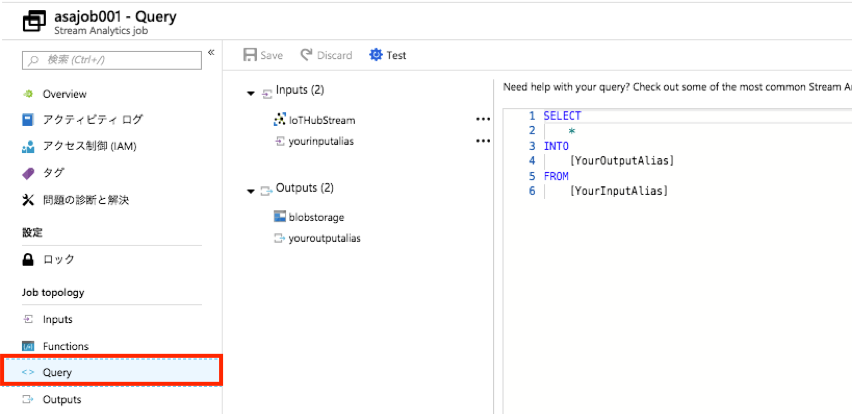 asajob001 - Query
Stream Analytics job
検索 (Ctrl+/)
«
Overview
アクティビティ ログ
アクセス制御 (IAM)
タグ
問題の診断と解決
設定
ロック
Job topology
Inputs
Functions
Query
Outputs
Save
Discard
Test
Inputs (2)
IoTHubStream
yourinputalias
Outputs (2)
blobstorage
youroutputalias
Need help with your query? Check out some of the most common Stream
1 SELECT
2 *
3 INTO
4 [YourOutputAlias]
5 FROM
6 [YourInputAlias]